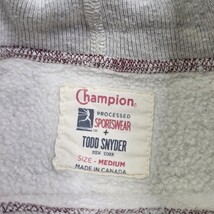 Champion
PROCESSED
SPORTSWEAR
+
TODD SNYDER
NEW YORK
SIZE - MEDIUM
MADE IN CANADA